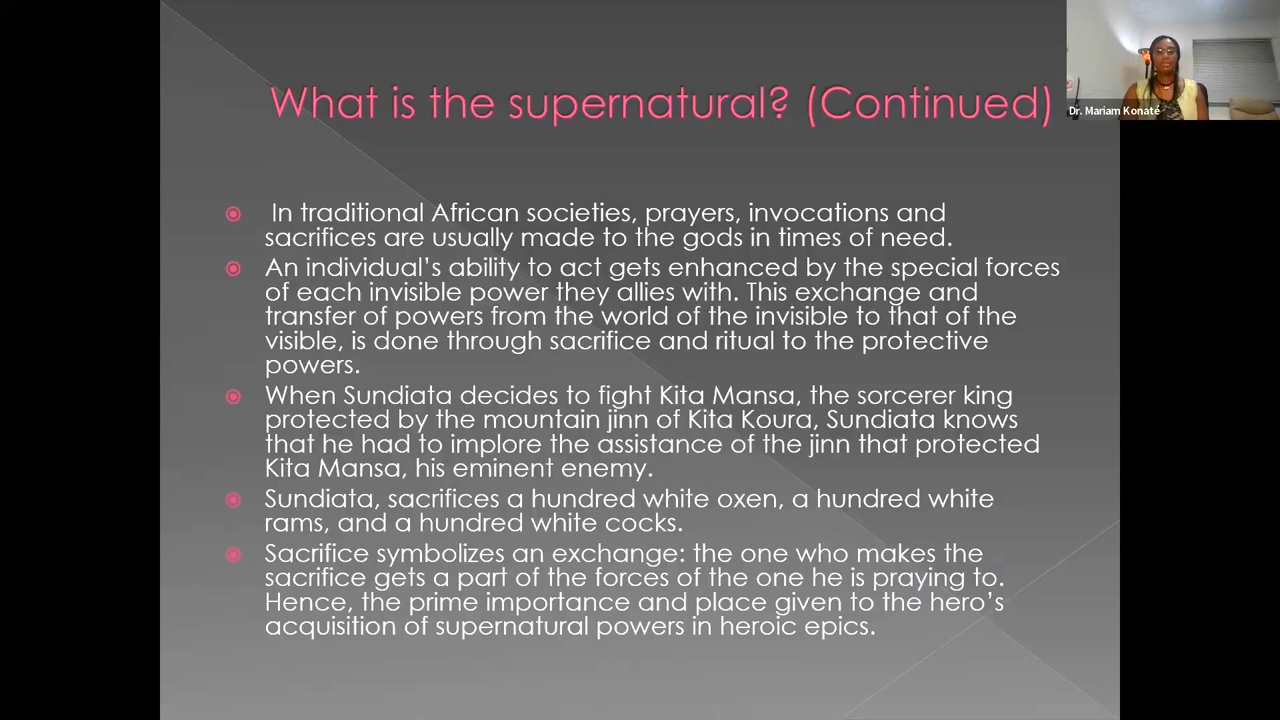 What is the supernatural? (Continued)
Dr. Mariam Konaté
In traditional African societies, prayers, invocations and
sacrifices are usually made to the gods in times of need.
An individual’s ability to act gets enhanced by the special forces
of each invisible power they allies with. This exchange and
transfer of powers from the world of the invisible to that of the
visible, is done through sacrifice and ritual to the protective
powers.
When Sundiata decides to fight Kita Mansa, the sorcerer king
protected by the mountain jinn of Kita Koura, Sundiata knows
that he had to implore the assistance of the jinn that protected
Kita Mansa, his eminent enemy.
Sundiata, sacrifices a hundred white oxen, a hundred white
rams, and a hundred white cocks.
Sacrifice symbolizes an exchange: the one who makes the
sacrifice gets a part of the forces of the one he is praying to.
Hence, the prime importance and place given to the hero’s
acquisition of supernatural powers in heroic epics.